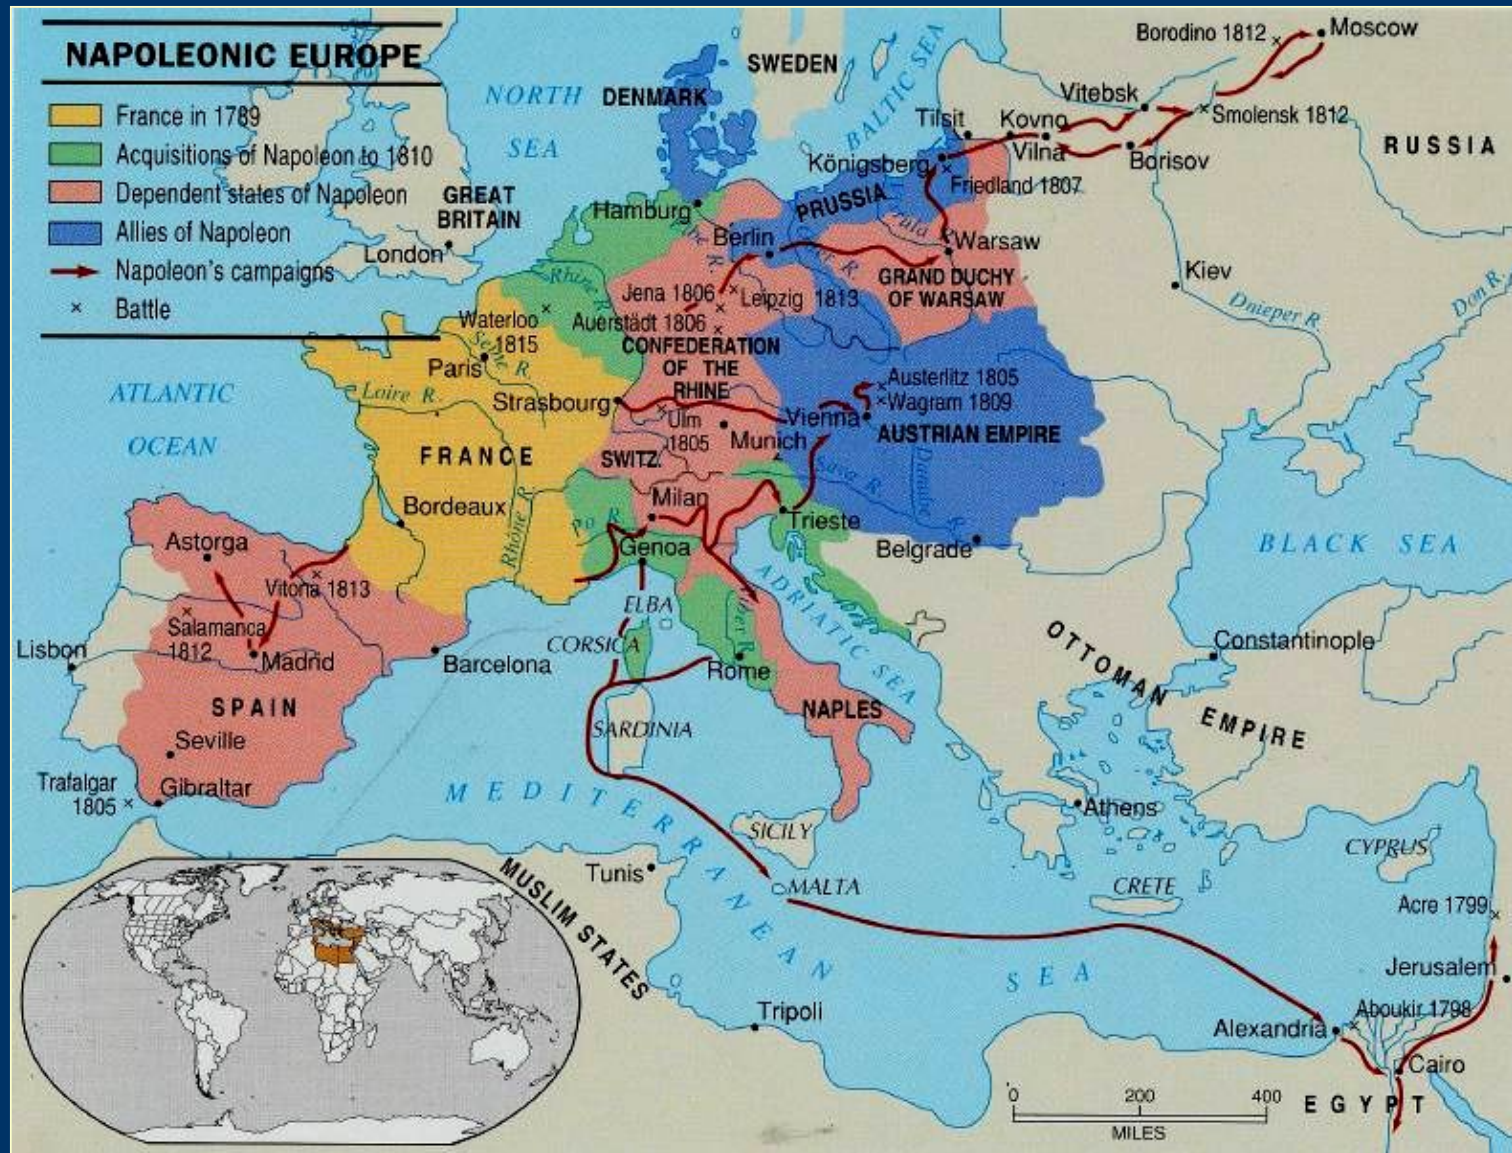 NAPOLEONIC EUROPE
France in 1789
Acquisitions of Napoleon to 1810
Dependent states of Napoleon
Allies of Napoleon
Napoleon's campaigns
Battle
NORTH
SEA
DENMARK
SWEDEN
BALTIC SEA
Borodino 1812
Moscow
Vitebsk
Smolensk 1812
Tilsit
Kovno
Vilna
Borisov
RUSSIA
Königsberg
Friedland 1807
PRUSSIA
GREAT
BRITAIN
London
Hamburg
Berlin
Warsaw
GRAND DUCHY
OF WARSAW
Kiev
Dnieper R.
Don R.
Rhine R.
Jena 1806
Leipzig 1813
Auerstädt 1806
Waterloo
1815
CONFEDERATION
OF THE
RHINE
Seine R.
Paris
Loire R.
Strasbourg
Ulm
1805
Munich
Vienna
Austerlitz 1805
Wagram 1809
AUSTRIAN EMPIRE
ATLANTIC
OCEAN
FRANCE
SWITZ.
Sava R.
Danube
R.
Bordeaux
Rhône R.
Milan
Po R.
Genoa
Trieste
Belgrade
BLACK SEA
Astorga
Vitoria 1813
Salamanca
1812
Madrid
Lisbon
Barcelona
ELBA
CORSICA
Tiber R.
Rome
ADRIATIC SEA
Constantinople
OTTOMAN EMPIRE
SPAIN
Seville
Trafalgar
1805
Gibraltar
SARDINIA
NAPLES
MEDITERRANEAN
SEA
SICILY
Athens
CYPRUS
MUSLIM STATES
Tunis
MALTA
CRETE
Acre 1799
Jerusalem
Tripoli
Aboukir 1798
Alexandria
Cairo
EGYPT
0 200 400
MILES